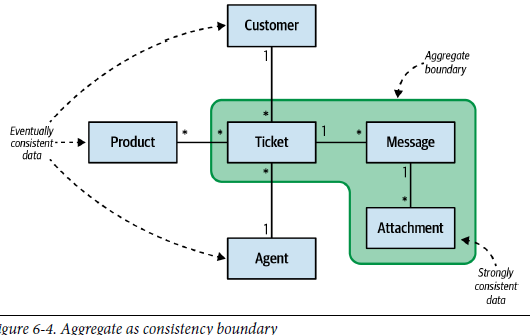 Customer
1
Aggregate
boundary
*
Eventually
consistent
data
Product
*
*
Ticket
1
*
Message
*
1
*
1
Agent
Attachment
Strongly
consistent
data
igure 6-4. Aggregate as consistency boundary